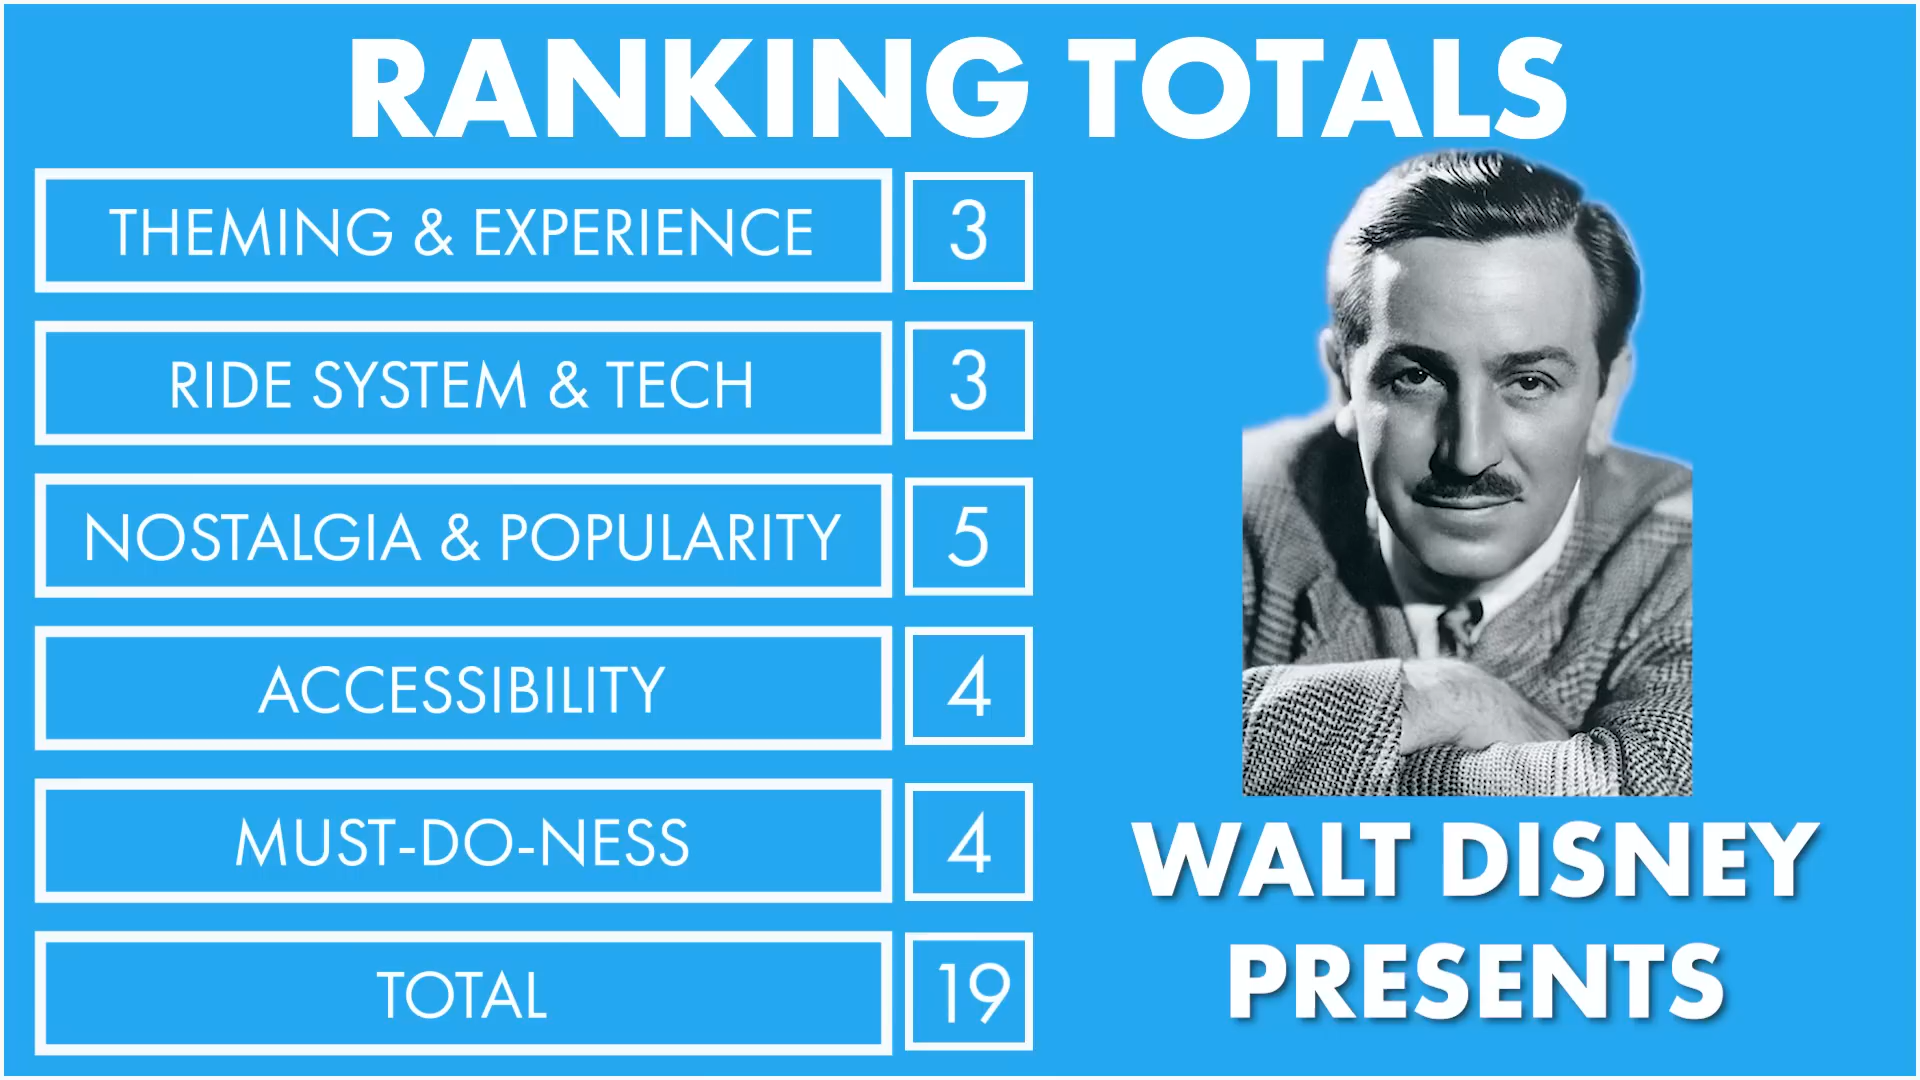 RANKING TOTALS
THEMING & EXPERIENCE 3
RIDE SYSTEM & TECH 3
NOSTALGIA & POPULARITY 5
ACCESSIBILITY 4
MUST-DO-NESS 4
TOTAL 19
WALT DISNEY
PRESENTS